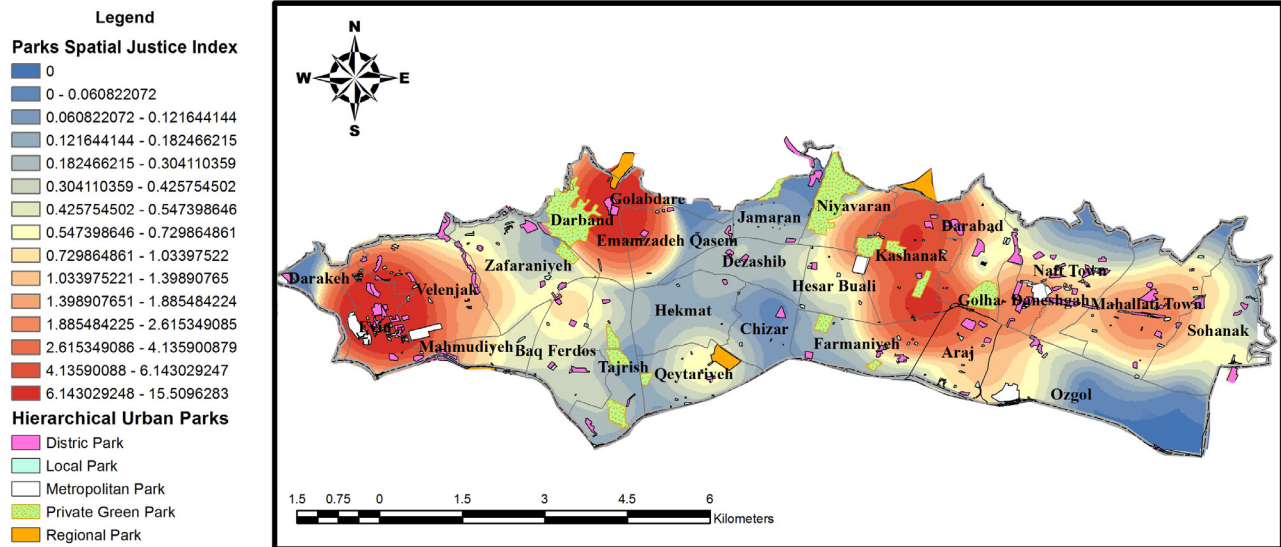 Legend
Parks Spatial Justice Index
0
0 - 0.060822072
0.060822072 - 0.121644144
0.121644144 - 0.182466215
0.182466215 - 0.304110359
0.304110359 - 0.425754502
0.425754502 - 0.547398646
0.547398646 - 0.729864861
0.729864861 - 1.03397522
1.033975221 - 1.39890765
1.398907651 - 1.885484224
1.885484225 - 2.615349085
2.615349086 - 4.135900879
4.13590088 - 6.143029247
6.143029248 - 15.5096283
Hierarchical Urban Parks
Distric Park
Local Park
Metropolitan Park
Private Green Park
Regional Park
N
W E
S
Golabdare
Darband
Emamzadeh Qasem
Jamaran
Niyavaran
Darabad
Zafaraniyeh
Dezashib
Kashanak
Darakeh
Velenjak
Hesar Buali
Naft Town
Golha- Daneshgah
Mahallati Town
Evin
Hekmat
Chizar
Sohanak
Mahmudiyeh
Baq Ferdos
Farmaniyeh
Araj
Tajrish
Qeytariyeh
Ozgol
1.5 0.75 0 1.5 3 4.5 6
Kilometers